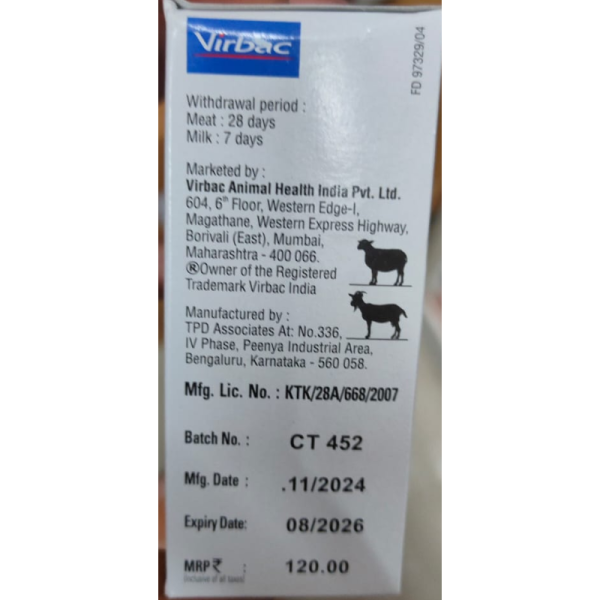 Virbac
FD 97329/04
Withdrawal period :
Meat : 28 days
Milk : 7 days
Marketed by :
Virbac Animal Health India Pvt. Ltd.
604, 6th Floor, Western Edge-I,
Magathane, Western Express Highway,
Borivali (East), Mumbai,
Maharashtra - 400 066.
®Owner of the Registered
Trademark Virbac India
Manufactured by :
TPD Associates At: No.336,
IV Phase, Peenya Industrial Area,
Bengaluru, Karnataka - 560 058.
Mfg. Lic. No. : KTK/28A/668/2007
Batch No. : CT 452
Mfg. Date : .11/2024
Expiry Date: 08/2026
MRP ₹ : 120.00
(Inclusive of all taxes)